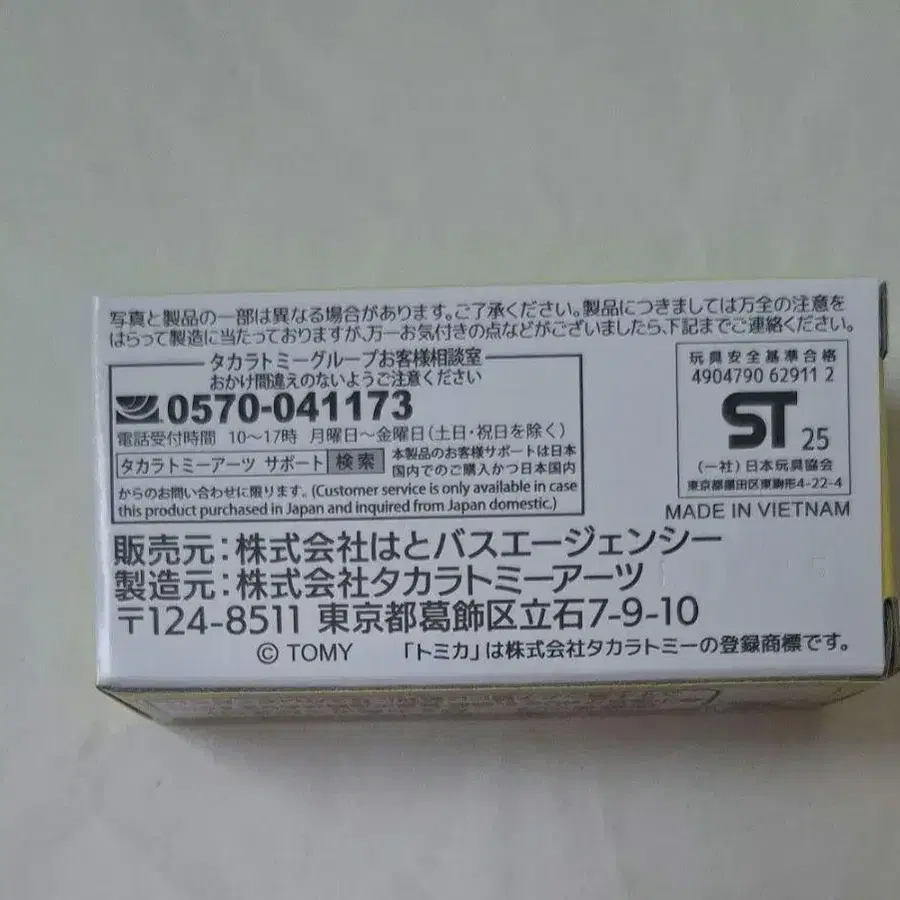 写真と製品の一部は異なる場合があります。ご了承ください。製品につきましては万全の注意を
はらって製造に当たっておりますが、万一お気付きの点などがございましたら、下記までご連絡ください。
タカラトミーグループお客様相談室
おかけ間違えのないようご注意ください
0570-041173
電話受付時間 10～17時 月曜日～金曜日(土日・祝日を除く)
タカラトミーアーツ サポート 検索
本製品のお客様サポートは日本
国内でのご購入かつ日本国内
からのお問い合わせに限ります。(Customer service is only available in case
this product purchased in Japan and inquired from Japan domestic.)
玩具安全基準合格
4904790 62911 2
ST 25
(一社)日本玩具協会
東京都墨田区東駒形4-22-4
MADE IN VIETNAM
販売元：株式会社はとバスエージェンシー
製造元：株式会社タカラトミーアーツ
〒124-8511 東京都葛飾区立石7-9-10
© TOMY 「トミカ」は株式会社タカラトミーの登録商標です。